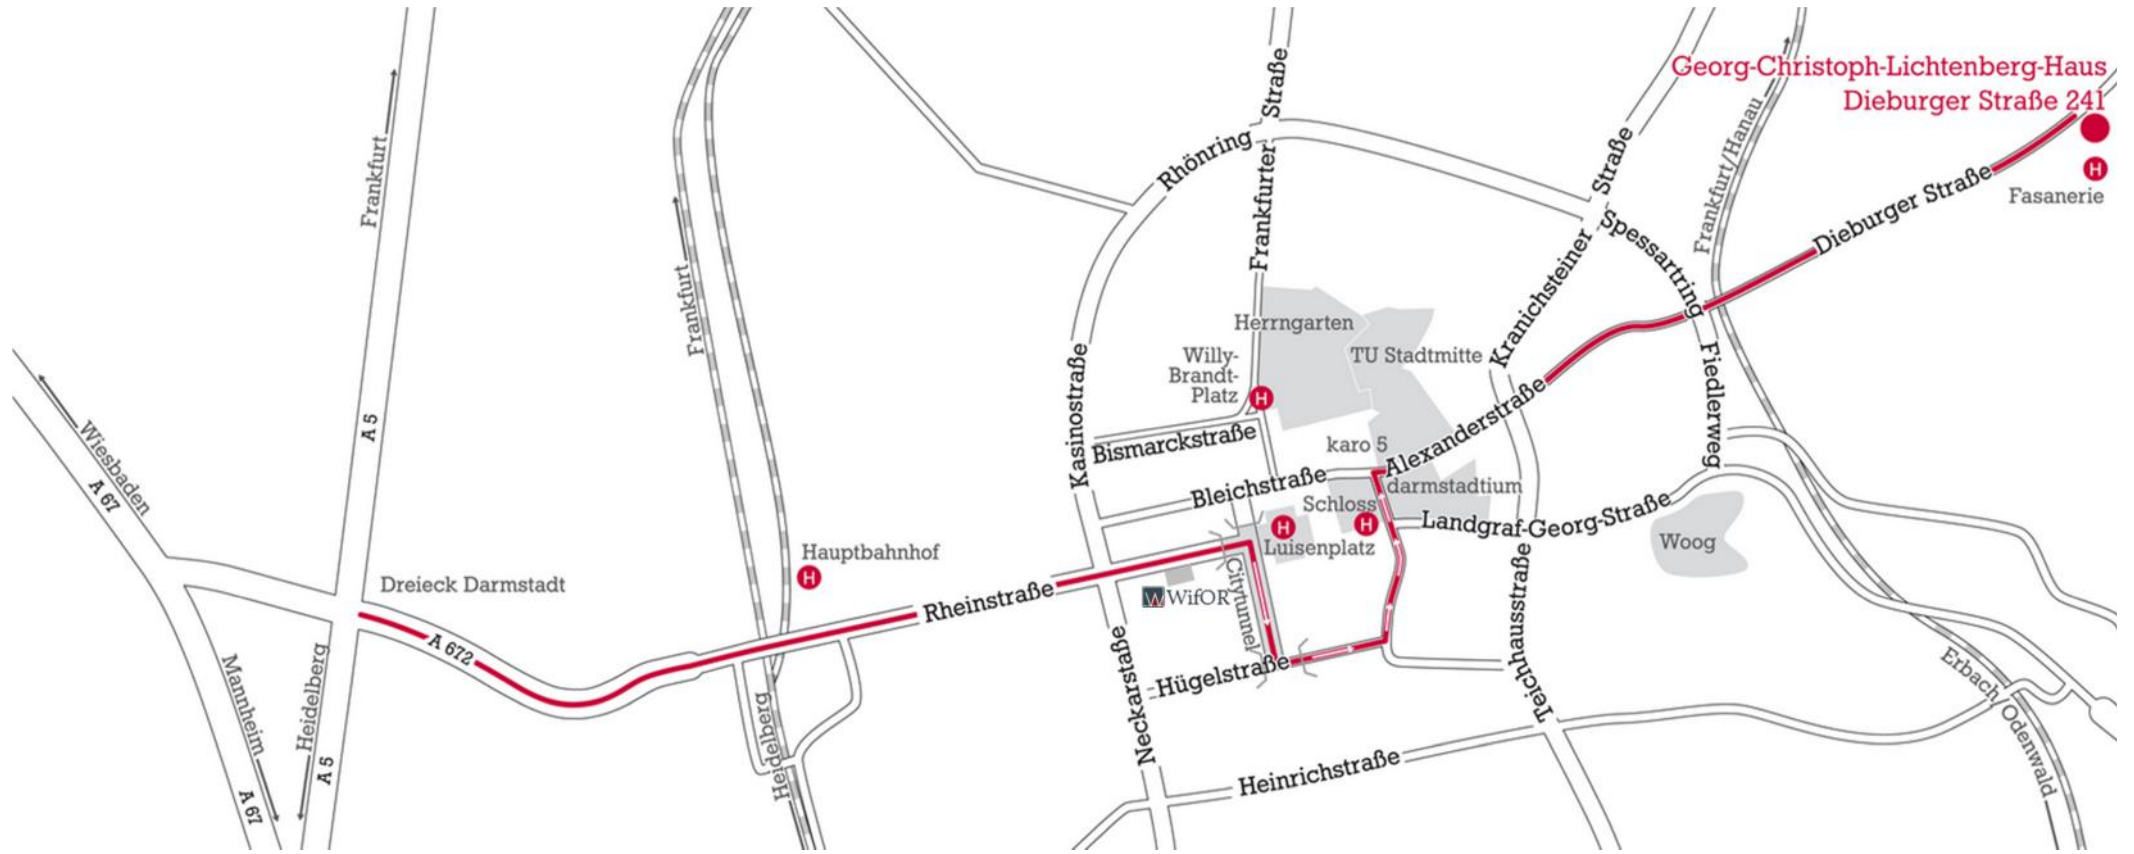 Georg-Christoph-Lichtenberg-Haus
Dieburger Straße 241
H
Fasanerie
Frankfurt
A 5
Frankfurt
Rhönring
Frankfurter Straße
Kranichsteiner Straße
Spessartring
Frankfurt/Hanau
Dieburger Straße
Herrngarten
TU Stadtmitte
Willy-
Brandt-
Platz
H
Kasinostraße
Bismarckstraße
karo 5
Alexanderstraße
Fiedlerweg
Bleichstraße
Schloss
H
darmstadtium
Landgraf-Georg-Straße
Woog
H
Luisenplatz
Wiesbaden
A 67
Hauptbahnhof
H
Dreieck Darmstadt
Rheinstraße
W WifOR
Citytunnel
A 672
Hügelstraße
Neckarstaße
Teichhausstraße
Mannheim
Heidelberg
A 5
A 67
Heidelberg
Heinrichstraße
Erbach/Odenwald